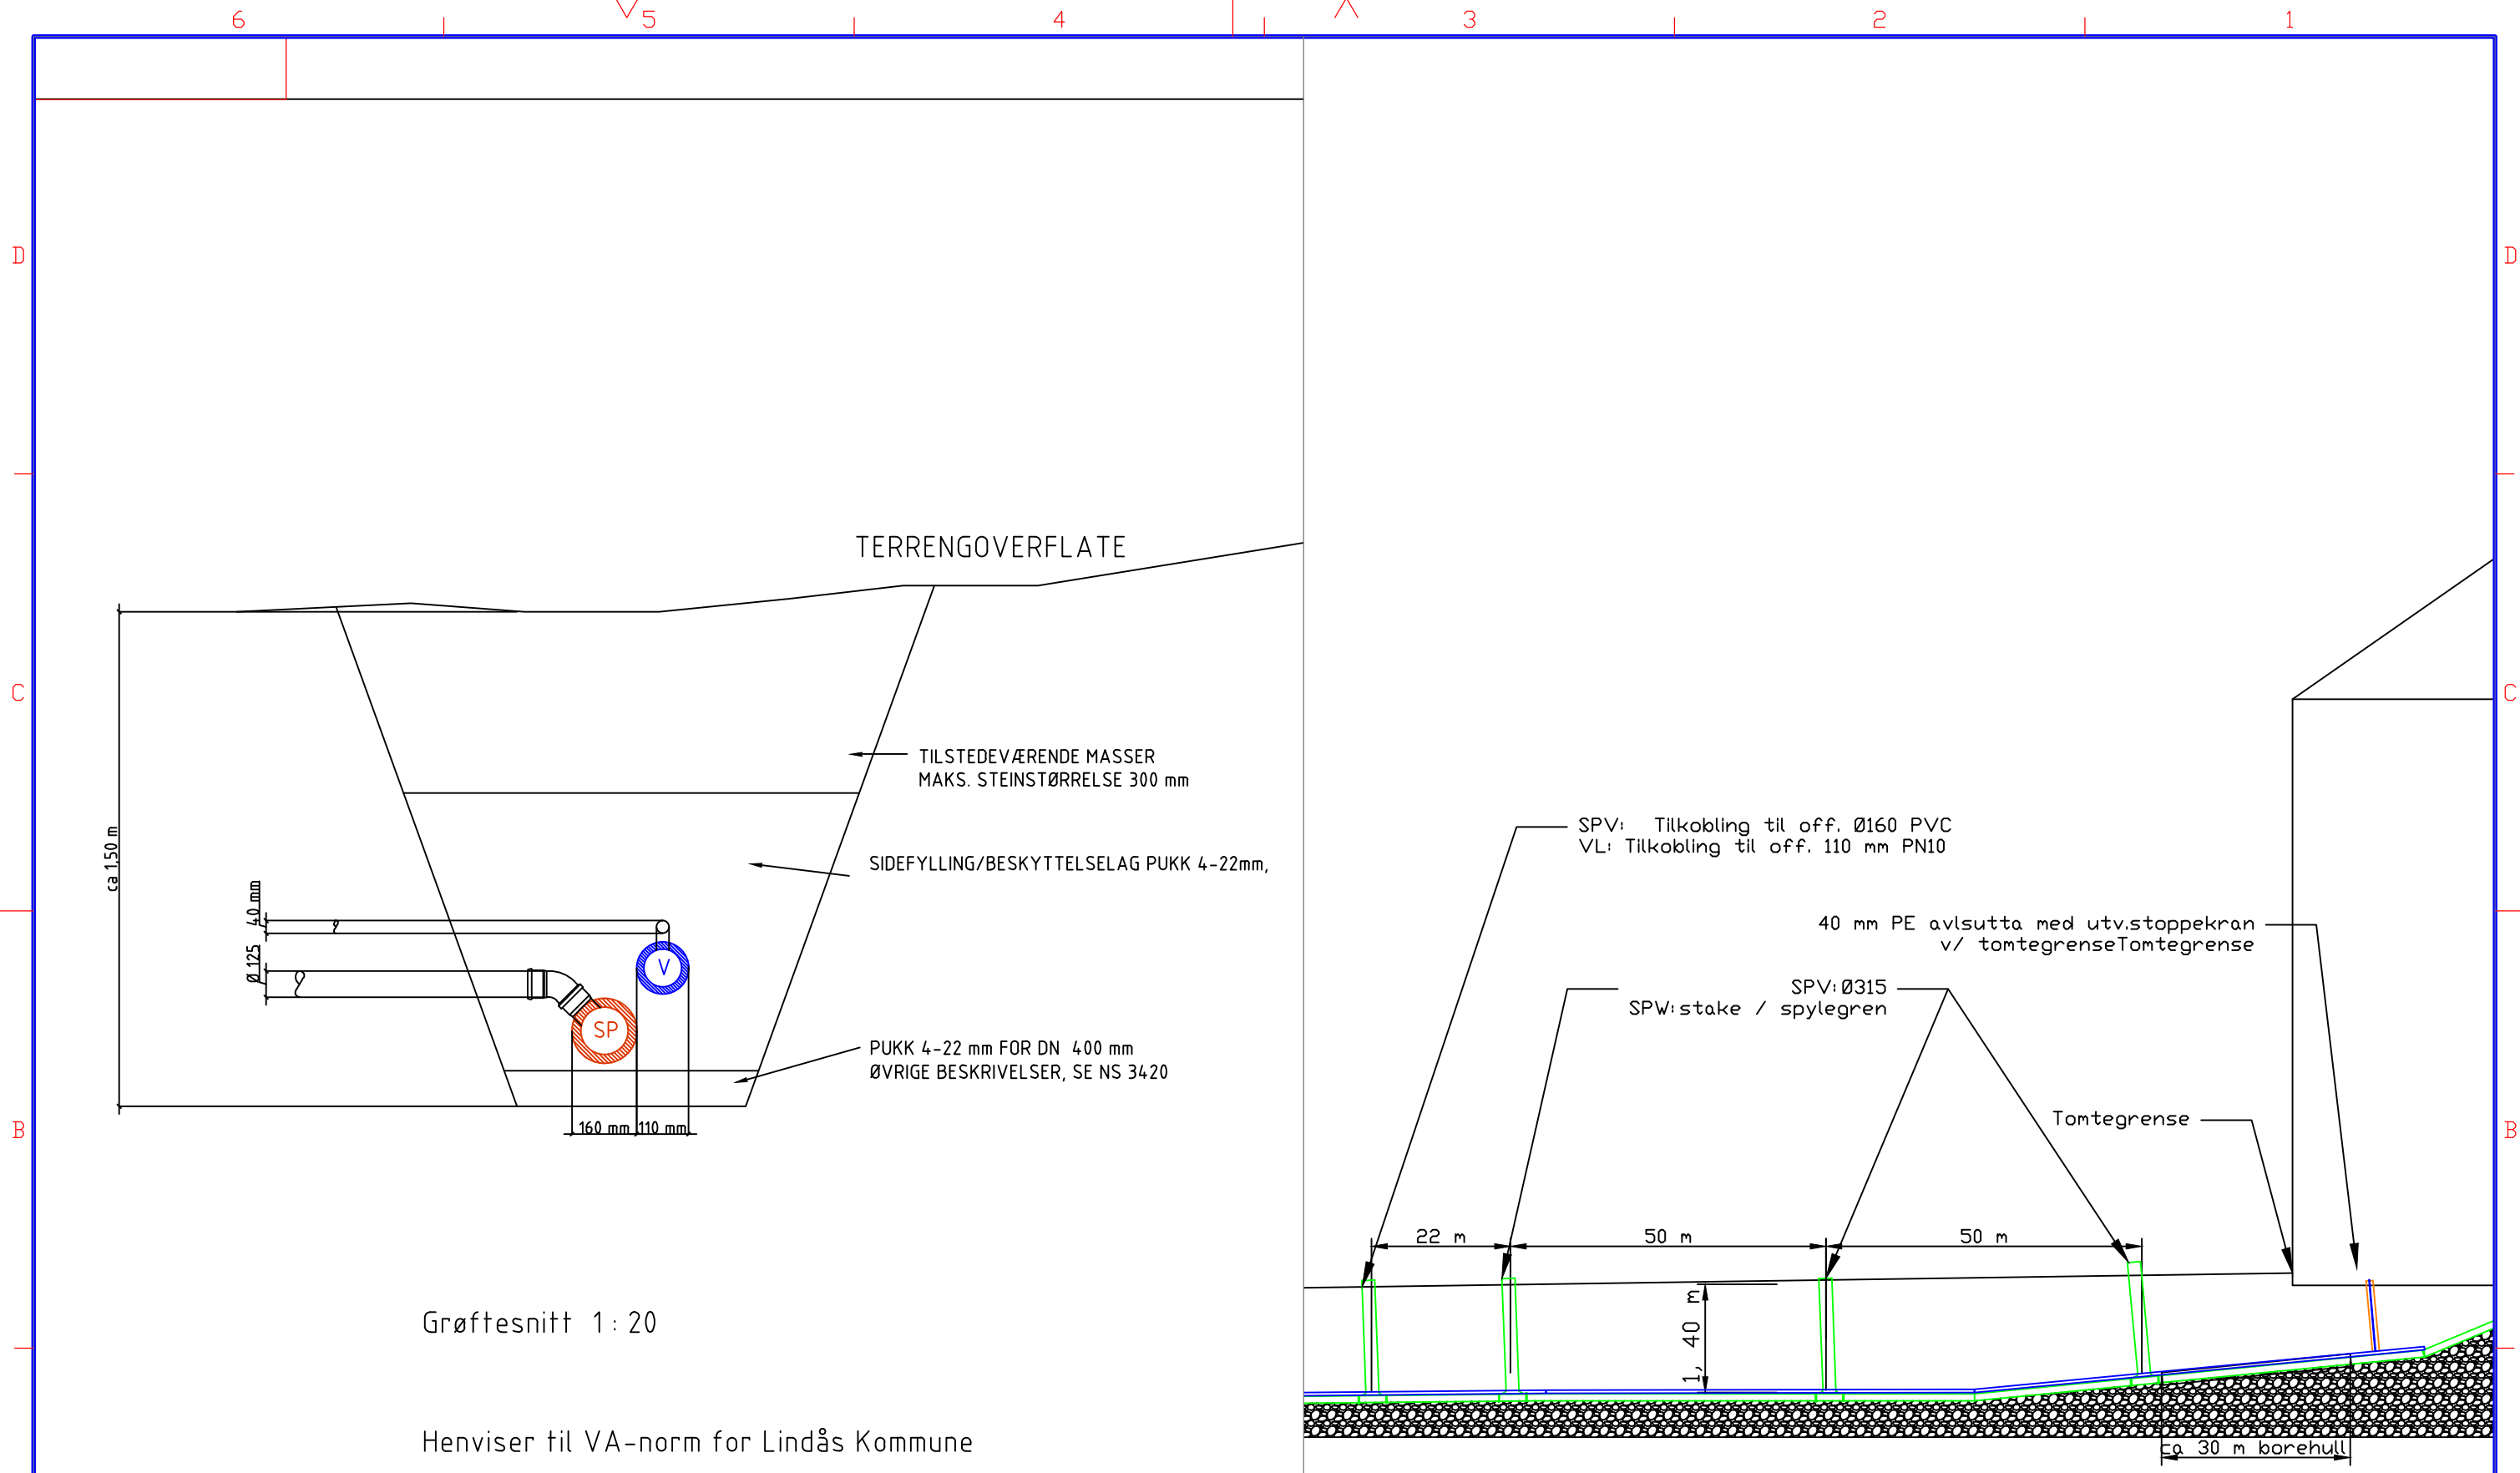 6
5
4
3
2
1
D
D
TERRENGOVERFLATE
C
C
TILSTEDEVÆRENDE MASSER
MAKS. STEINSTØRRELSE 300 mm
ca 1,50 m
SIDEFYLLING/BESKYTTELSELAG PUKK 4-22mm,
40 mm
Ø 125
V
SP
PUKK 4-22 mm FOR DN 400 mm
ØVRIGE BESKRIVELSER, SE NS 3420
160 mm
110 mm
B
B
Grøftesnitt 1:20
Henviser til VA-norm for Lindås Kommune
SPV: Tilkobling til off. Ø160 PVC
VL: Tilkobling til off. 110 mm PN10
40 mm PE avlsutta med utv.stoppekran
v/ tomtegrenseTomtegrense
SPV:Ø315
SPW:stake / spylegren
Tomtegrense
22 m
50 m
50 m
1, 40 m
ca 30 m borehull